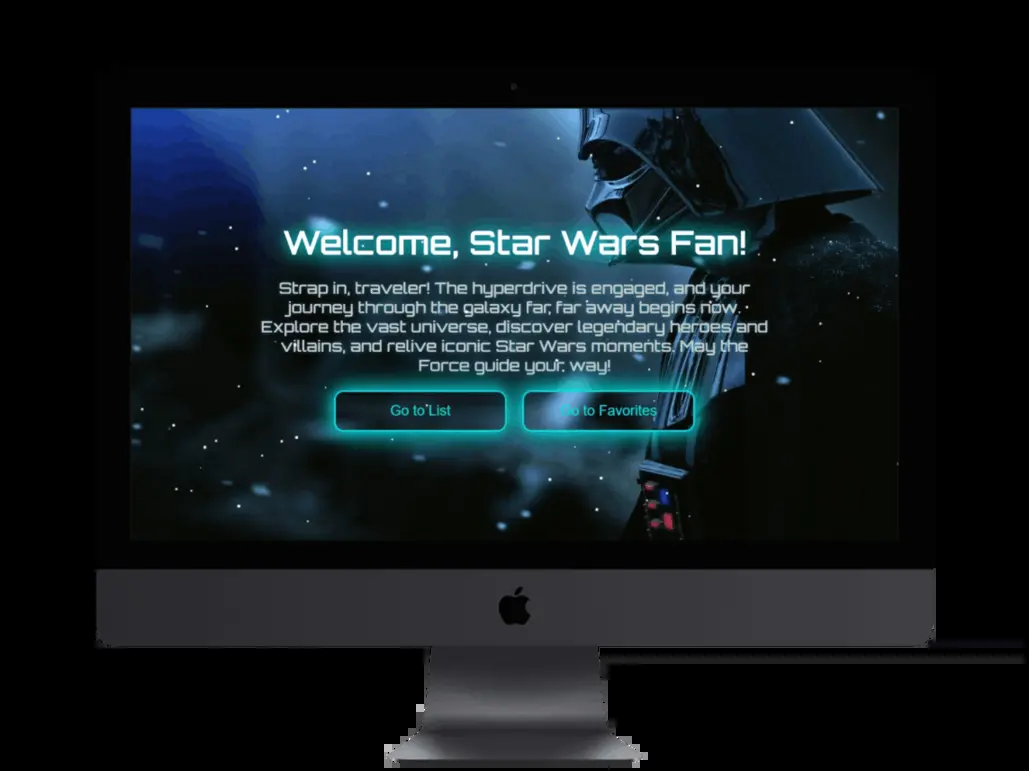 Welcome, Star Wars Fan!
Strap in, traveler! The hyperdrive is engaged, and your
journey through the galaxy far, far away begins now.
Explore the vast universe, discover legendary heroes and
villains, and relive iconic Star Wars moments. May the
Force guide your way!
Go to List Go to Favorites